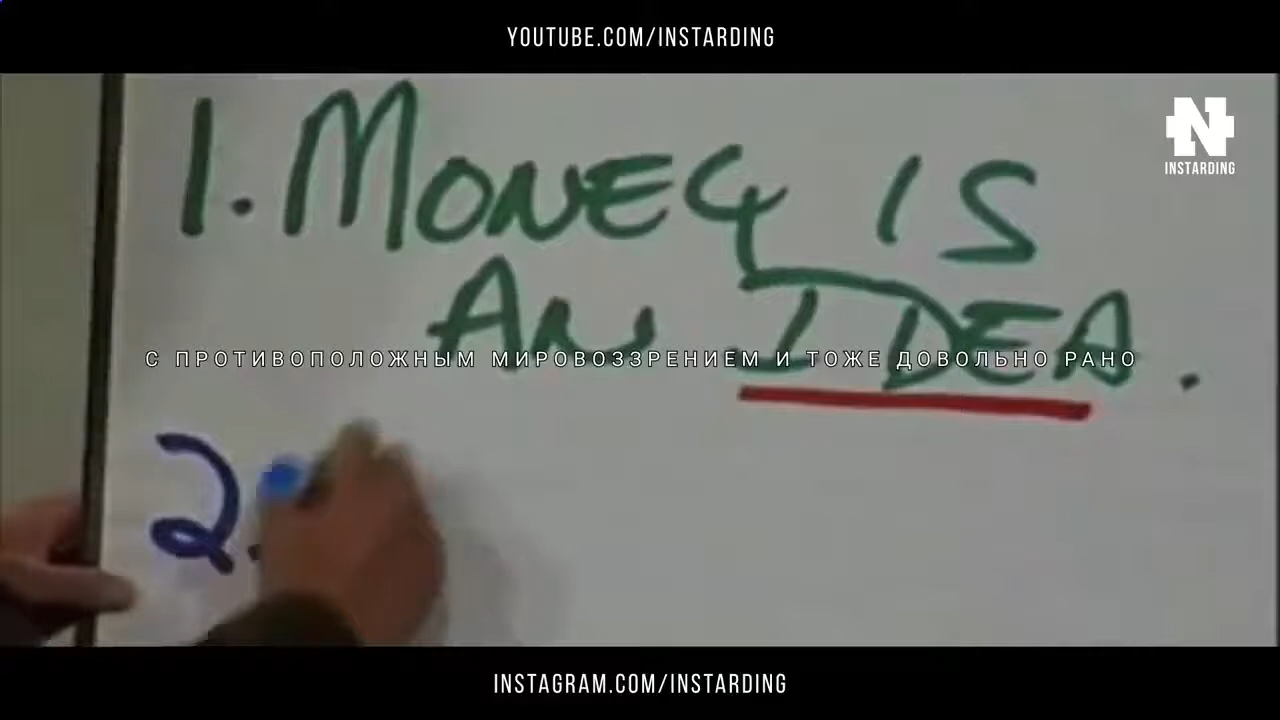 YOUTUBE.COM/INSTARDING
N
INSTARDING
1. MONEY IS
AN IDEA.
С ПРОТИВОПОЛОЖНЫМ МИРОВОЗЗРЕНИЕМ И ТОЖЕ ДОВОЛЬНО РАНО
2.
INSTAGRAM.COM/INSTARDING